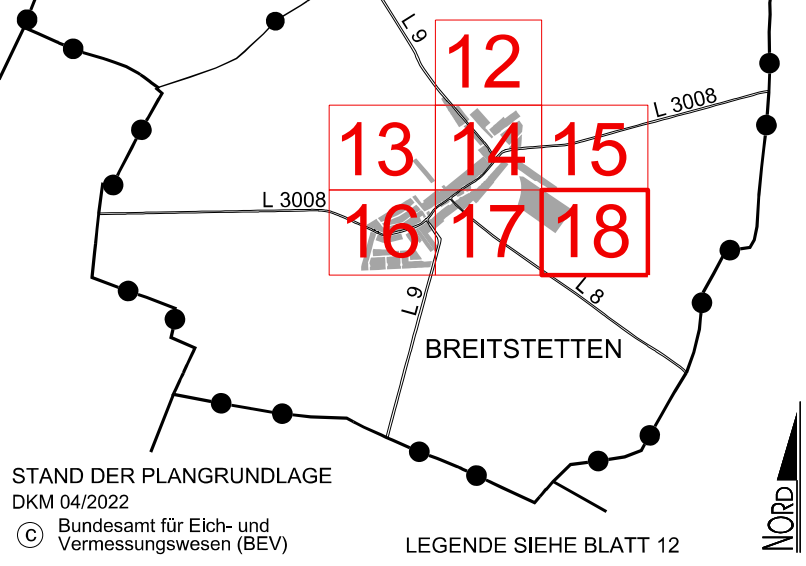 L 9
12
L 3008
13
14
15
L 3008
16
17
18
L 9
L 8
BREITSTETTEN
STAND DER PLANGRUNDLAGE
DKM 04/2022
C Bundesamt für Eich- und
Vermessungswesen (BEV)
LEGENDE SIEHE BLATT 12
NORD